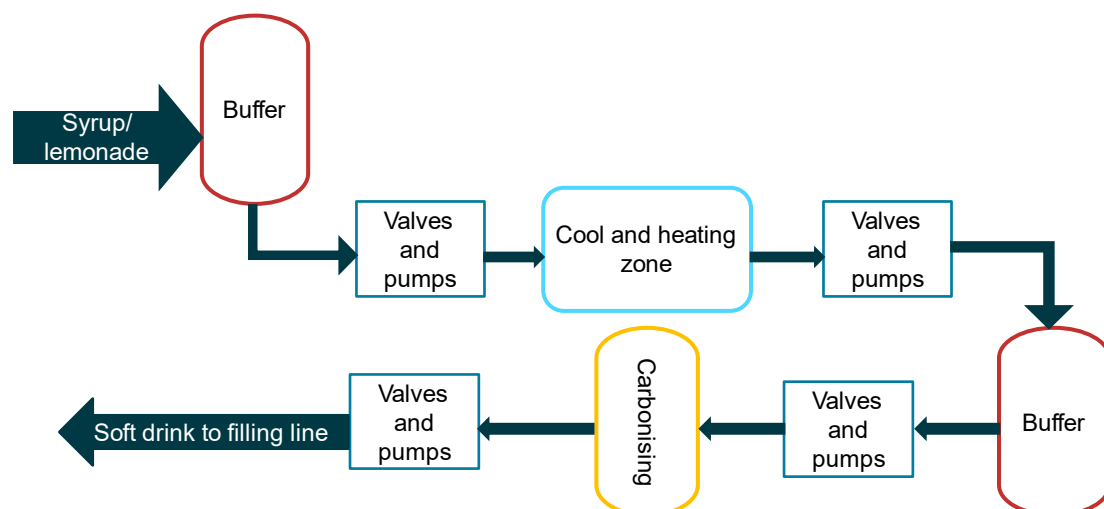 Syrup/
lemonade
Buffer
Valves
and
pumps
Cool and heating
zone
Valves
and
pumps
Buffer
Valves
and
pumps
Carbonising
Valves
and
pumps
Soft drink to filling line